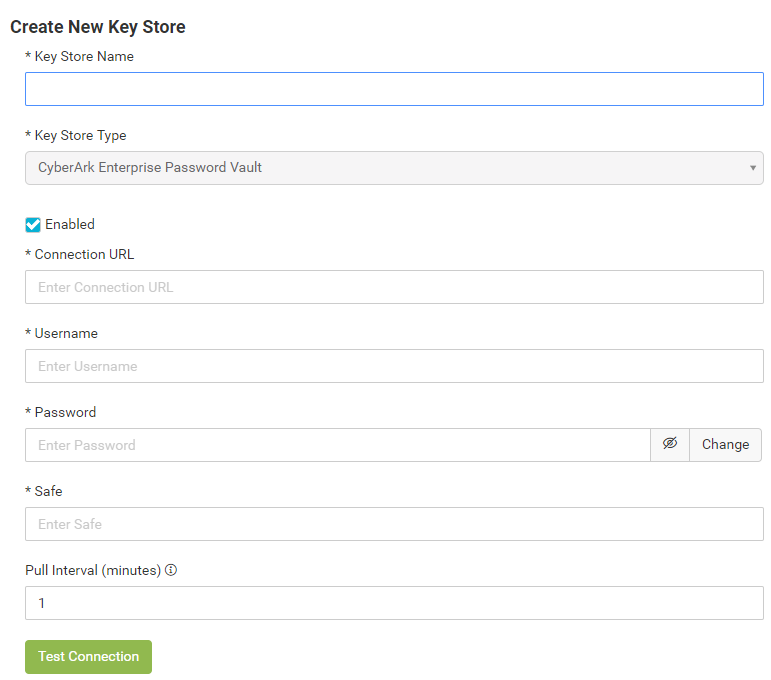 Create New Key Store
* Key Store Name
* Key Store Type
CyberArk Enterprise Password Vault
Enabled
* Connection URL
Enter Connection URL
* Username
Enter Username
* Password
Enter Password
Change
* Safe
Enter Safe
Pull Interval (minutes)
1
Test Connection